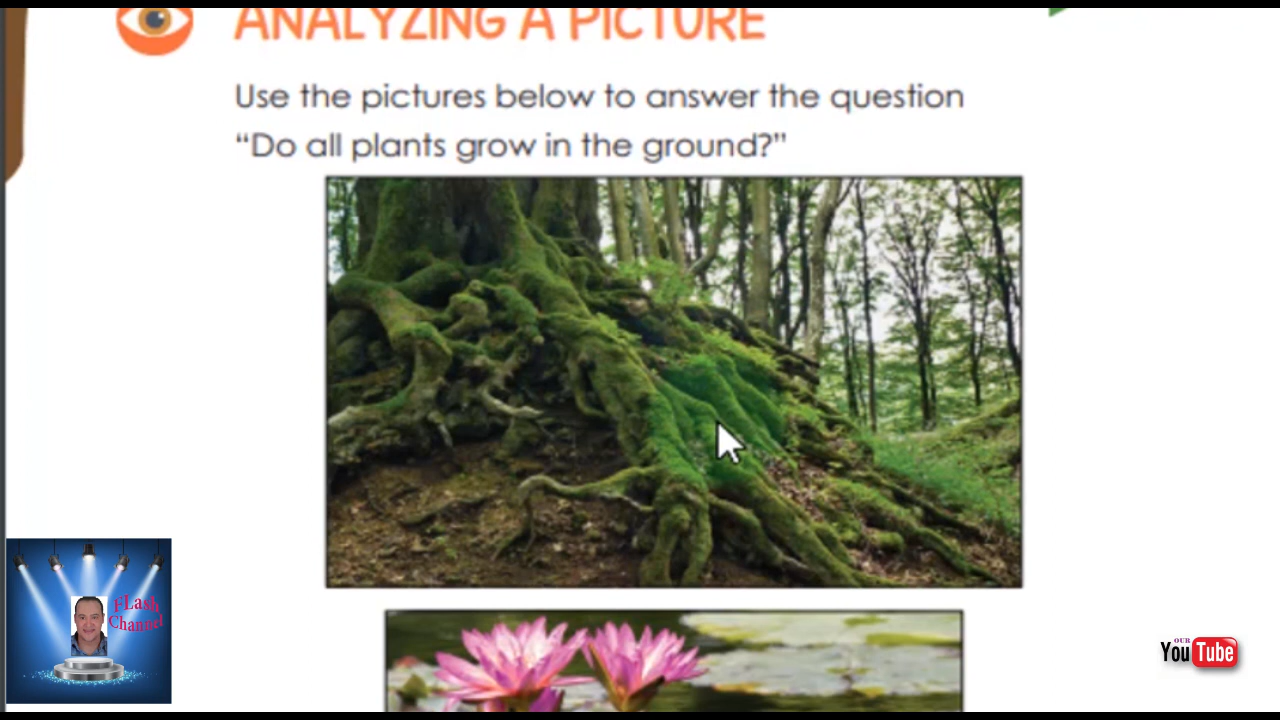 ANALYZING A PICTURE
Use the pictures below to answer the question
“Do all plants grow in the ground?”
FLash
Channel
OUR
YouTube